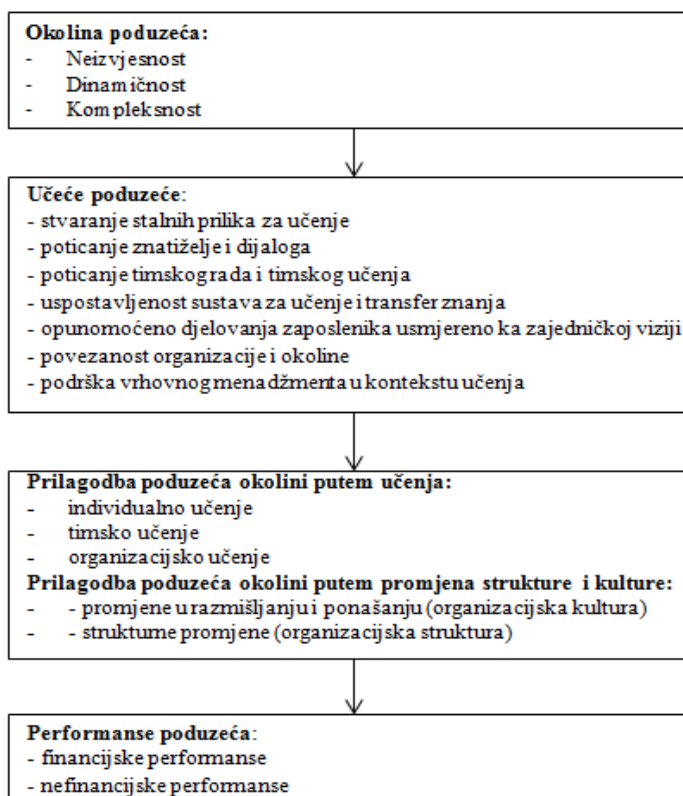 Okolina poduzeća:
- Neizvjesnost
- Dinamičnost
- Kompleksnost
Učeće poduzeće:
- stvaranje stalnih prilika za učenje
- poticanje znatiželje i dijaloga
- poticanje timskog rada i timskog učenja
- uspostavljenost sustava za učenje i transfer znanja
- opunomoćeno djelovanja zaposlenika usmjereno ka zajedničkoj viziji
- povezanost organizacije i okoline
- podrška vrhovnog menadžmenta u kontekstu učenja
Prilagodba poduzeća okolini putem učenja:
- individualno učenje
- timsko učenje
- organizacijsko učenje
Prilagodba poduzeća okolini putem promjena strukture i kulture:
- - promjene u razmišljanju i ponašanju (organizacijska kultura)
- - strukturne promjene (organizacijska struktura)
Performanse poduzeća:
- financijske performanse
- nefinancijske performanse